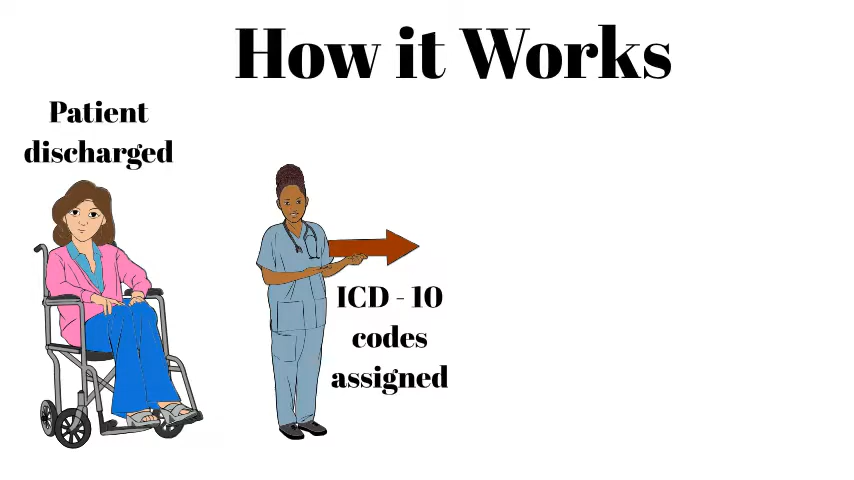 How it Works
Patient
discharged
ICD - 10
codes
assigned